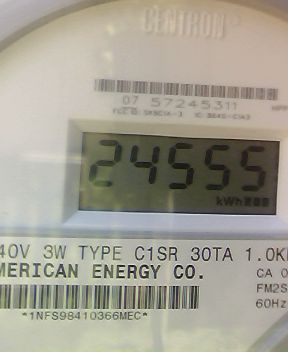 CENTRON
07 57245311
24555
kWh
40V 3W TYPE C1SR 30TA 1.0K
MERICAN ENERGY CO.
CA 0
FM2S
60Hz
*1NFS98410366MEC*